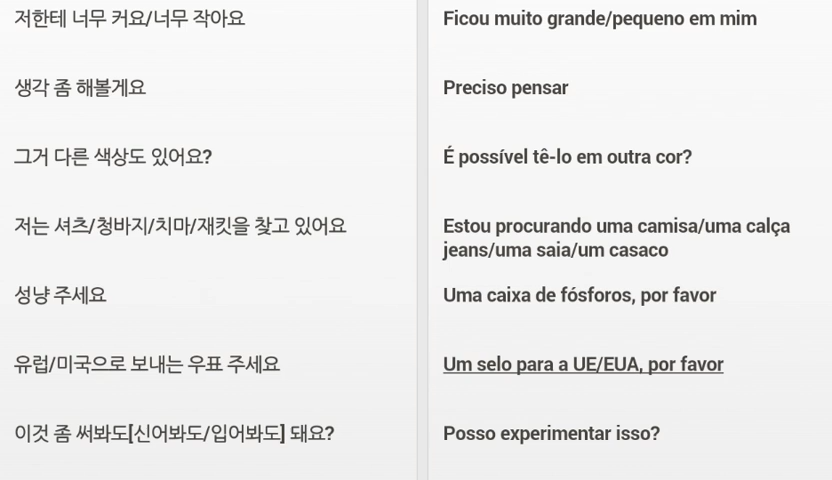 저한테 너무 커요/너무 작아요
Ficou muito grande/pequeno em mim
생각 좀 해볼게요
Preciso pensar
그거 다른 색상도 있어요?
É possível tê-lo em outra cor?
저는 셔츠/청바지/치마/재킷을 찾고 있어요
Estou procurando uma camisa/uma calça
jeans/uma saia/um casaco
성냥 주세요
Uma caixa de fósforos, por favor
유럽/미국으로 보내는 우표 주세요
Um selo para a UE/EUA, por favor
이것 좀 써봐도[신어봐도/입어봐도] 돼요?
Posso experimentar isso?